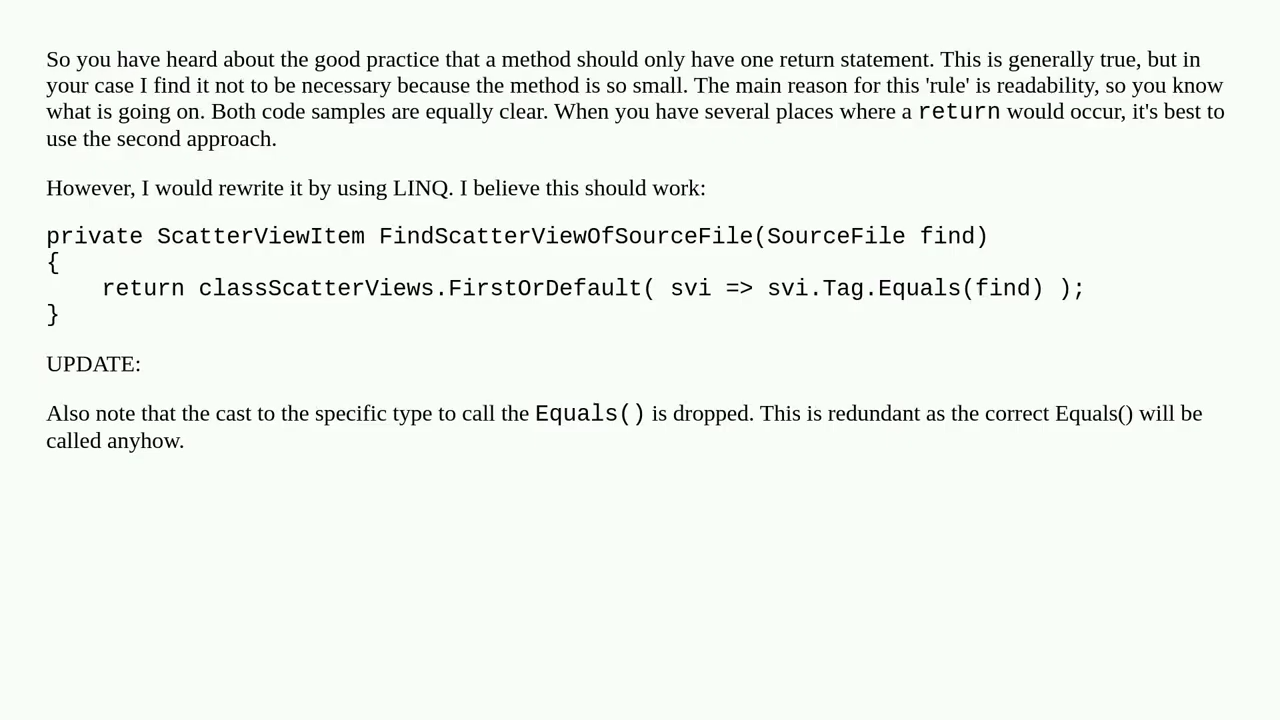 So you have heard about the good practice that a method should only have one return statement. This is generally true, but in
your case I find it not to be necessary because the method is so small. The main reason for this 'rule' is readability, so you know
what is going on. Both code samples are equally clear. When you have several places where a return would occur, it's best to
use the second approach.
However, I would rewrite it by using LINQ. I believe this should work:
private ScatterViewItem FindScatterViewOfSourceFile(SourceFile find)
{
    return classScatterViews.FirstOrDefault( svi => svi.Tag.Equals(find) );
}
UPDATE:
Also note that the cast to the specific type to call the Equals() is dropped. This is redundant as the correct Equals() will be
called anyhow.